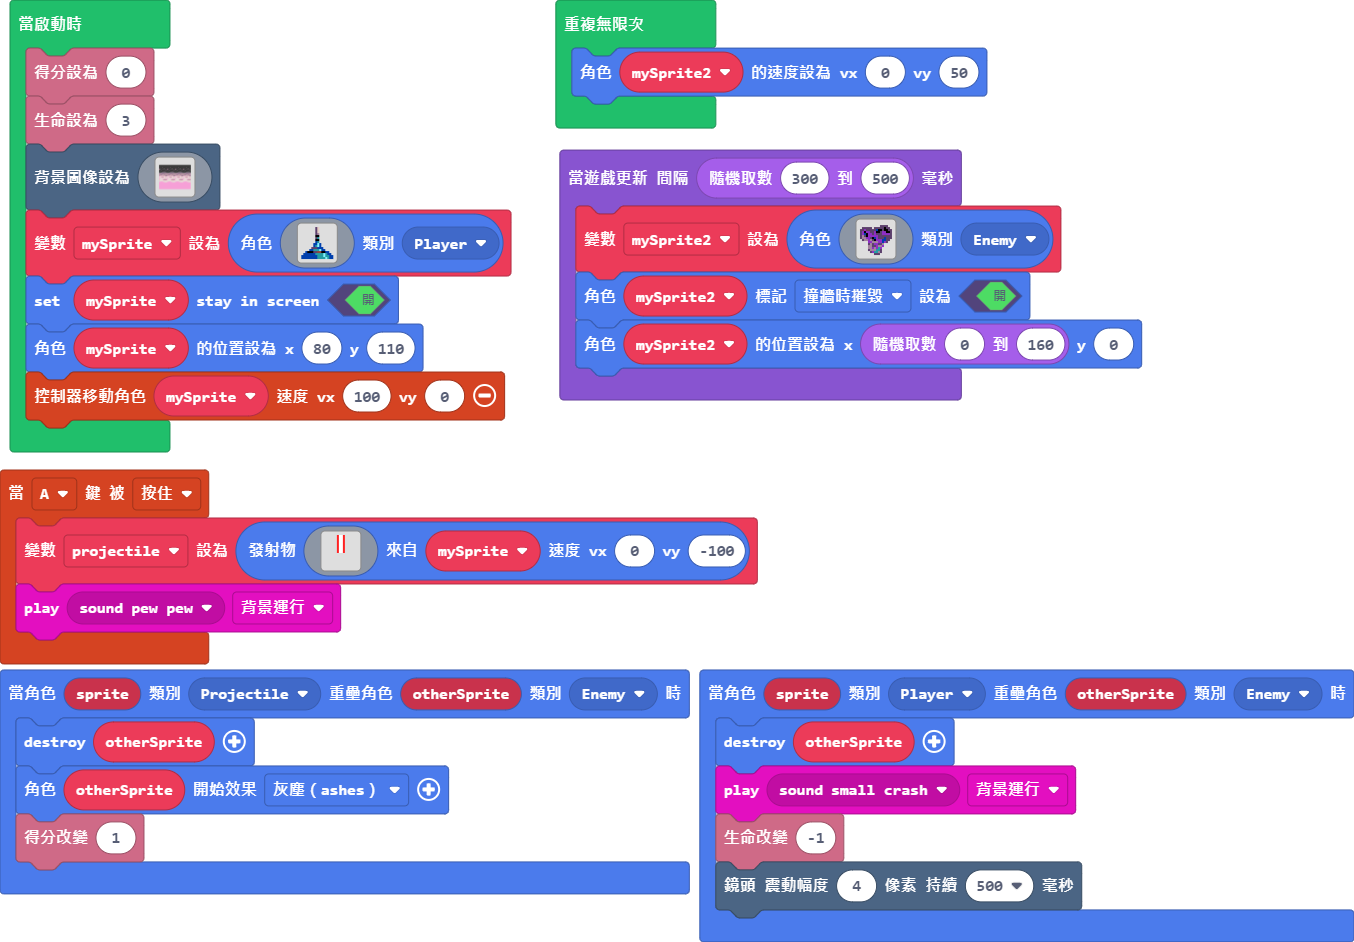 當啟動時
得分設為 0
生命設為 3
背景圖像設為
變數 mySprite 設為 角色 類別 Player
set mySprite stay in screen 開
角色 mySprite 的位置設為 x 80 y 110
控制器移動角色 mySprite 速度 vx 100 vy 0
重複無限次
角色 mySprite2 的速度設為 vx 0 vy 50
當遊戲更新 間隔 隨機取數 300 到 500 毫秒
變數 mySprite2 設為 角色 類別 Enemy
角色 mySprite2 標記 撞牆時摧毀 設為 開
角色 mySprite2 的位置設為 x 隨機取數 0 到 160 y 0
當 A 鍵 被 按住
變數 projectile 設為 發射物 來自 mySprite 速度 vx 0 vy -100
play sound pew pew 背景運行
當角色 sprite 類別 Projectile 重疊角色 otherSprite 類別 Enemy 時
destroy otherSprite
角色 otherSprite 開始效果 灰塵 ( ashes )
得分改變 1
當角色 sprite 類別 Player 重疊角色 otherSprite 類別 Enemy 時
destroy otherSprite
play sound small crash 背景運行
生命改變 -1
鏡頭 震動幅度 4 像素 持續 500 毫秒